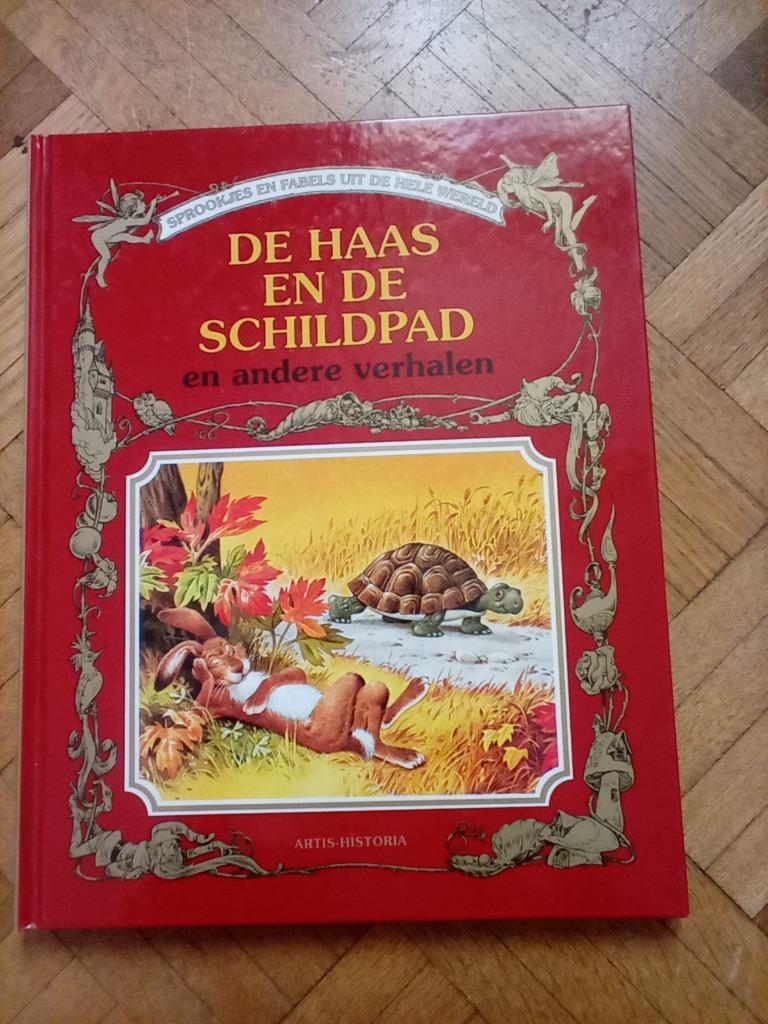 SPROOKJES EN FABELS UIT DE HELE WERELD
DE HAAS
EN DE
SCHILDPAD
en andere verhalen
ARTIS-HISTORIA